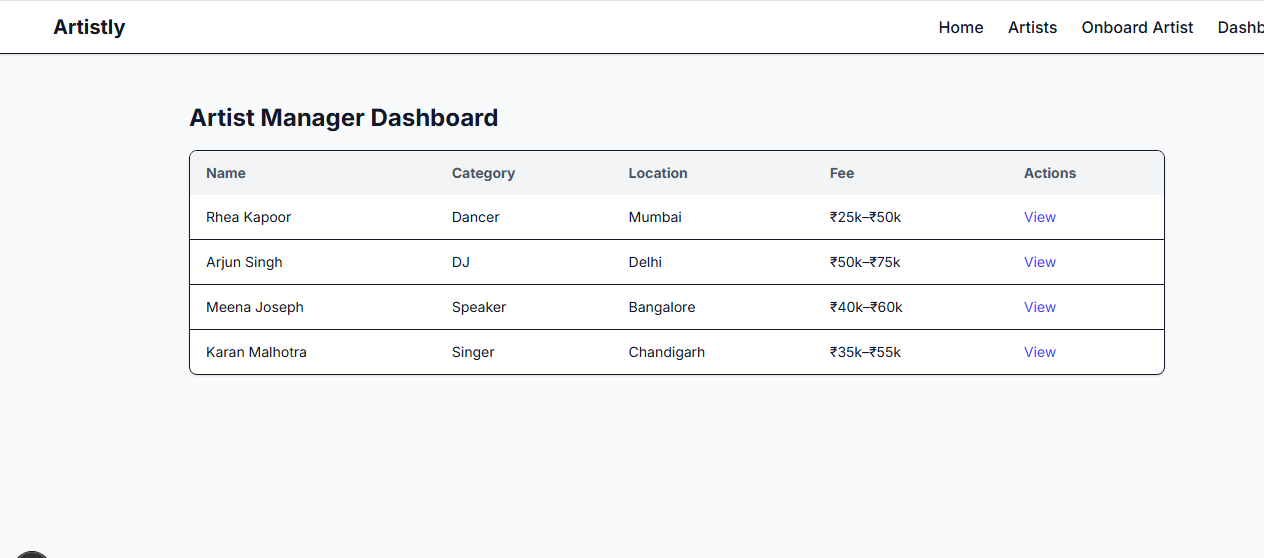 Artistly Home Artists Onboard Artist Dashb
Artist Manager Dashboard
Name Category Location Fee Actions
Rhea Kapoor Dancer Mumbai ₹25k–₹50k View
Arjun Singh DJ Delhi ₹50k–₹75k View
Meena Joseph Speaker Bangalore ₹40k–₹60k View
Karan Malhotra Singer Chandigarh ₹35k–₹55k View